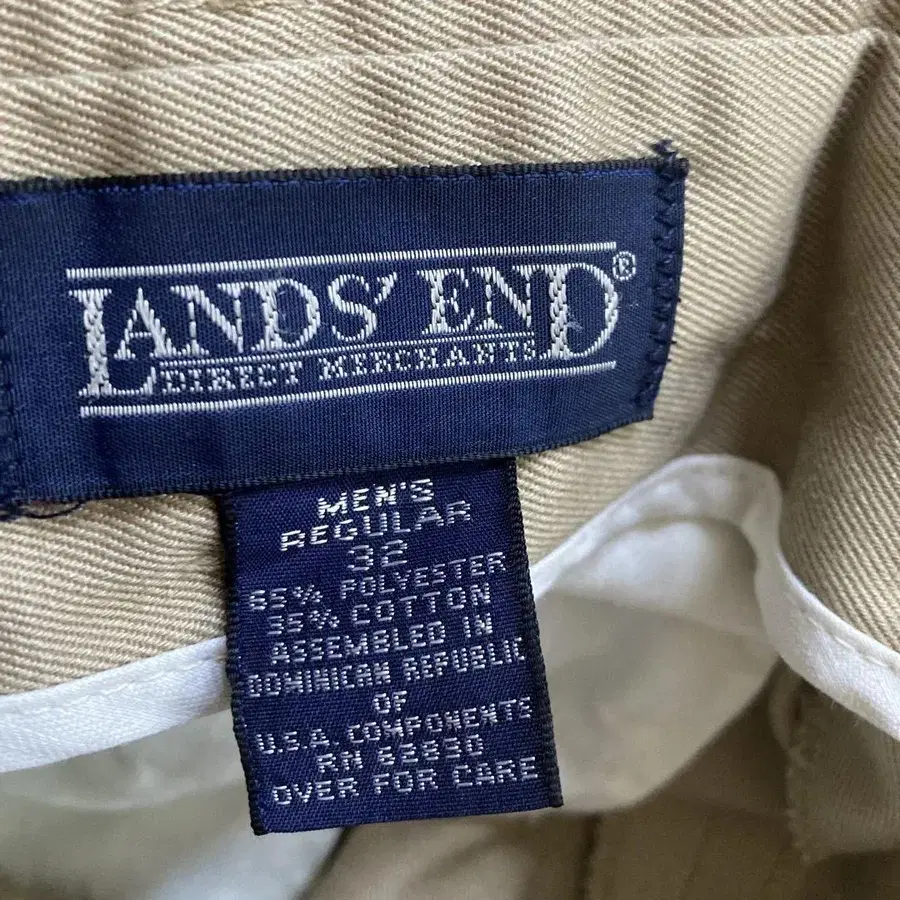 LANDS' END®
DIRECT MERCHANTS
MEN'S
REGULAR
32
65% POLYESTER
35% COTTON
ASSEMBLED IN
DOMINICAN REPUBLIC
OF
U.S.A. COMPONENTS
RN 62830
OVER FOR CARE